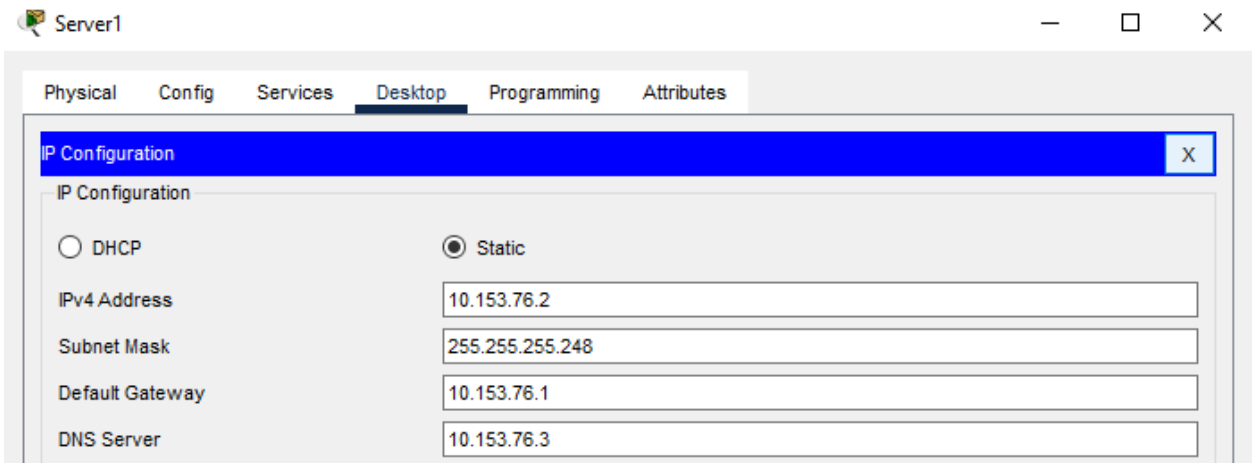 Server1
Physical Config Services Desktop Programming Attributes
IP Configuration X
IP Configuration
DHCP Static
IPv4 Address 10.153.76.2
Subnet Mask 255.255.255.248
Default Gateway 10.153.76.1
DNS Server 10.153.76.3